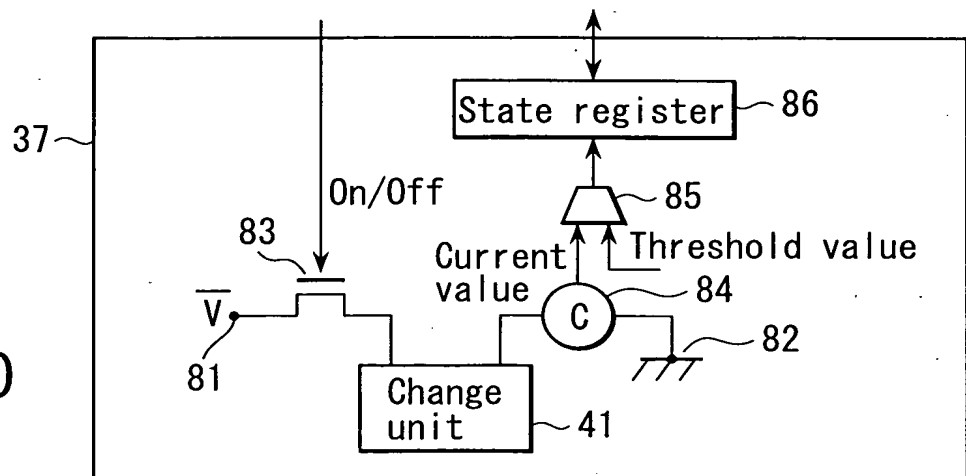 State register
86
37
On/Off
85
83
Current
value
Threshold value
84
V
C
82
81
Change
unit
41